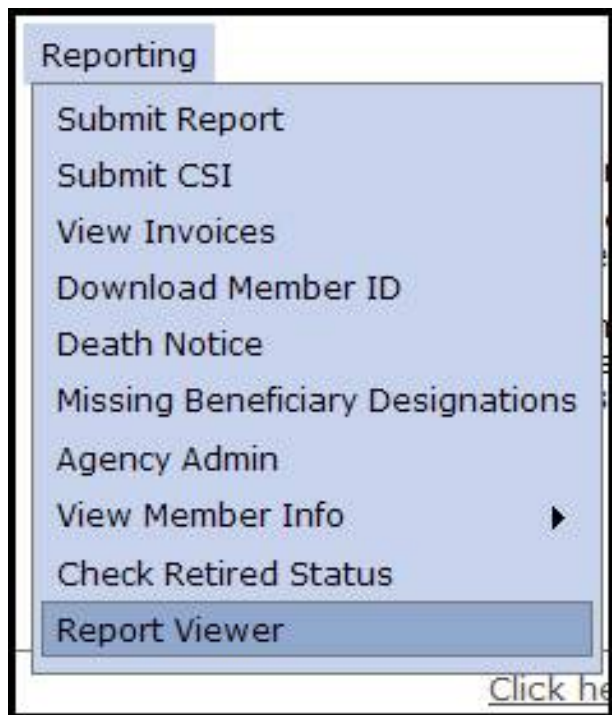 Reporting
Submit Report
Submit CSI
View Invoices
Download Member ID
Death Notice
Missing Beneficiary Designations
Agency Admin
View Member Info
Check Retired Status
Report Viewer
Click he